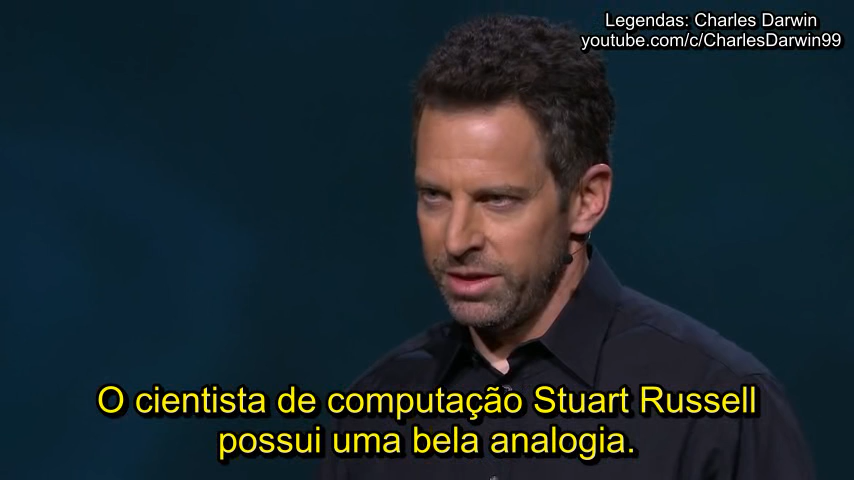 Legendas: Charles Darwin
youtube.com/c/CharlesDarwin99
O cientista de computação Stuart Russell
possui uma bela analogia.